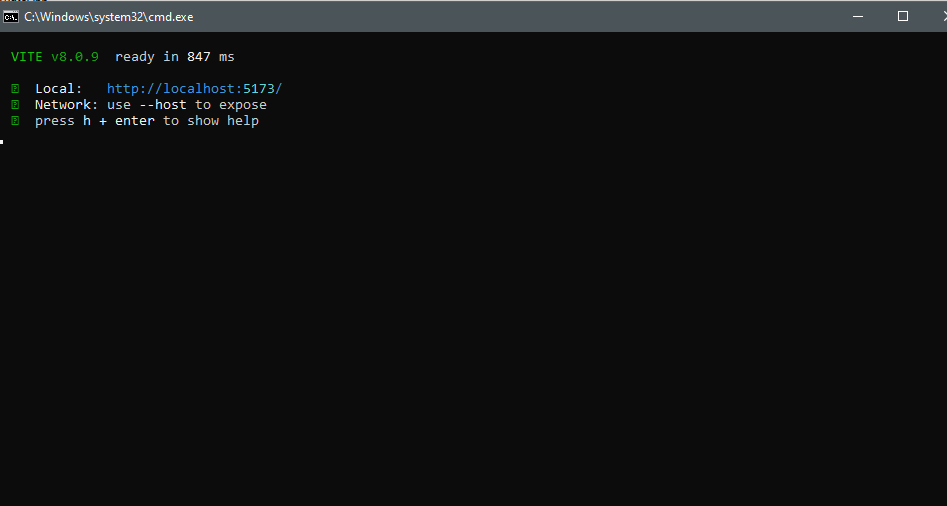 C:\Windows\system32\cmd.exe
VITE v8.0.9 ready in 847 ms
Local: http://localhost:5173/
Network: use --host to expose
press h + enter to show help